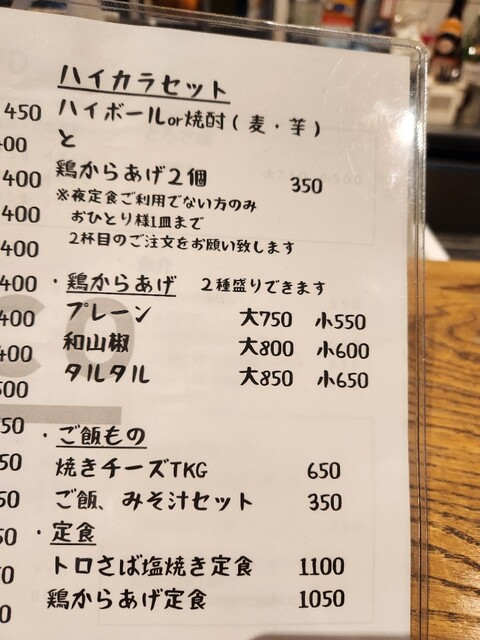 ハイカラセット
450 ハイボールor焼酎(麦・芋)
400 と
400 鶏からあげ2個 350
400 ※夜定食ご利用でない方のみ
おひとり様1皿まで
400 2杯目のご注文をお願い致します
400 ・鶏からあげ 2種盛りできます
400 プレーン 大750 小550
400 和山椒 大800 小600
タルタル 大850 小650
・ご飯もの
焼きチーズTKG 650
ご飯、みそ汁セット 350
・定食
トロさば塩焼き定食 1100
鶏からあげ定食 1050